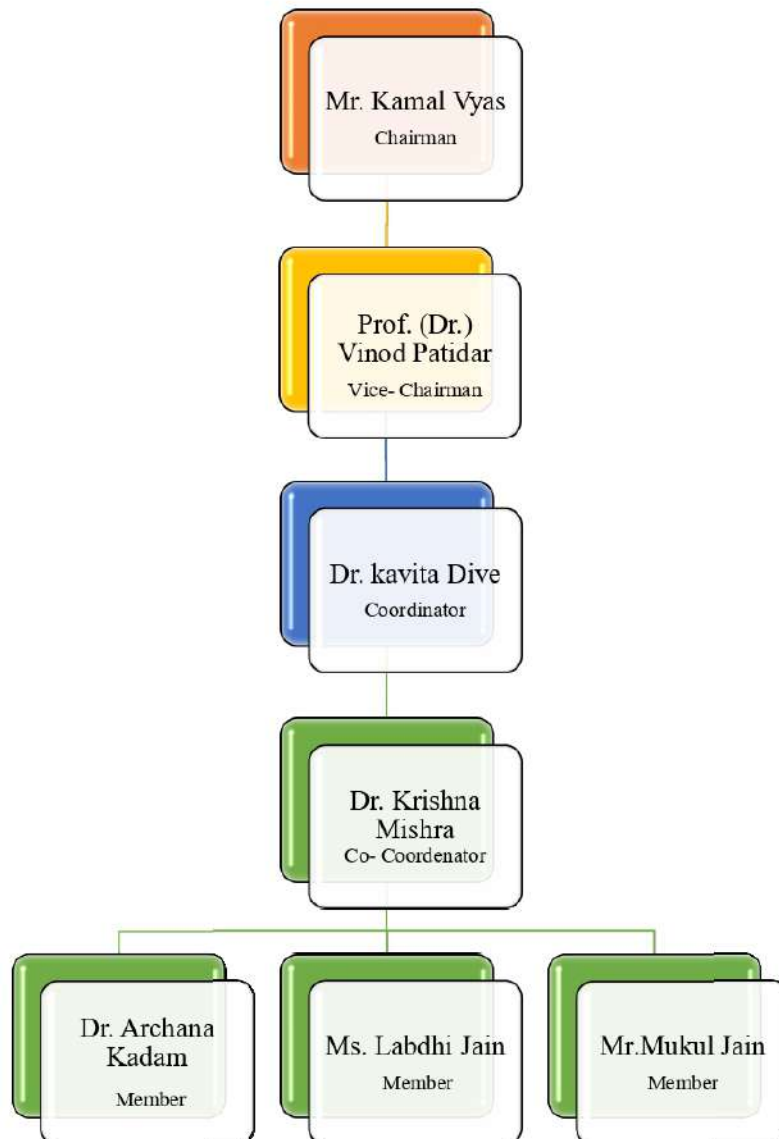 Mr. Kamal Vyas
Chairman
Prof. (Dr.)
Vinod Patidar
Vice- Chairman
Dr. kavita Dive
Coordinator
Dr. Krishna
Mishra
Co- Coordenator
Dr. Archana
Kadam
Member
Ms. Labdhi Jain
Member
Mr.Mukul Jain
Member